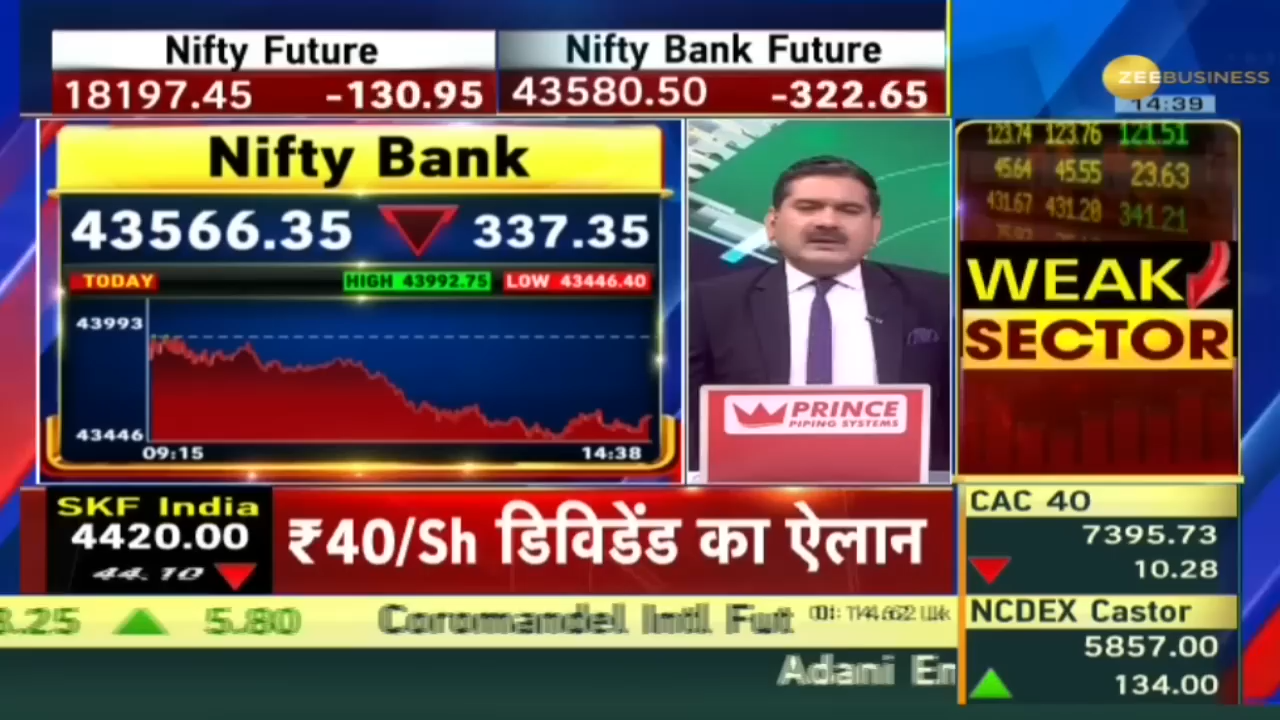 Nifty Future
18197.45 -130.95
Nifty Bank Future
43580.50 -322.65
ZEEBUSINESS
14:39
Nifty Bank
43566.35 337.35
TODAY HIGH 43992.75 LOW 43446.40
43993
43446
09:15 14:38
PRINCE
PIPING SYSTEMS
123.74 123.76 121.51
45.64 45.55 23.63
431.67 431.20 341.21
WEAK
SECTOR
SKF India
4420.00
44.10
₹40/Sh डिविडेंड का ऐलान
CAC 40
7395.73
10.28
NCDEX Castor
5857.00
134.00
.25 5.80 Coromandel Intl Fut
Adani En